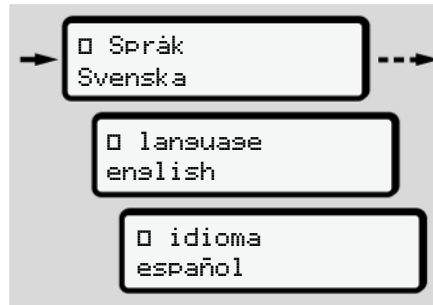 □ Språk
Svenska
□ language
english
□ idioma
español